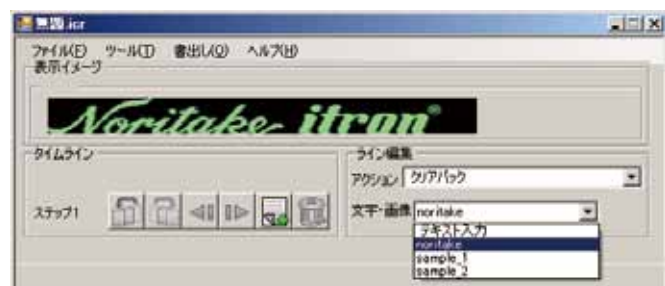 無題.icr
ファイル(F) ツール(T) 書出し(O) ヘルプ(H)
表示イメージ
Noritake itron®
タイムライン
ステップ1
ライン編集
アクション クリアパック
文字・画像 noritake
テキスト入力
noritake
sample_1
sample_2